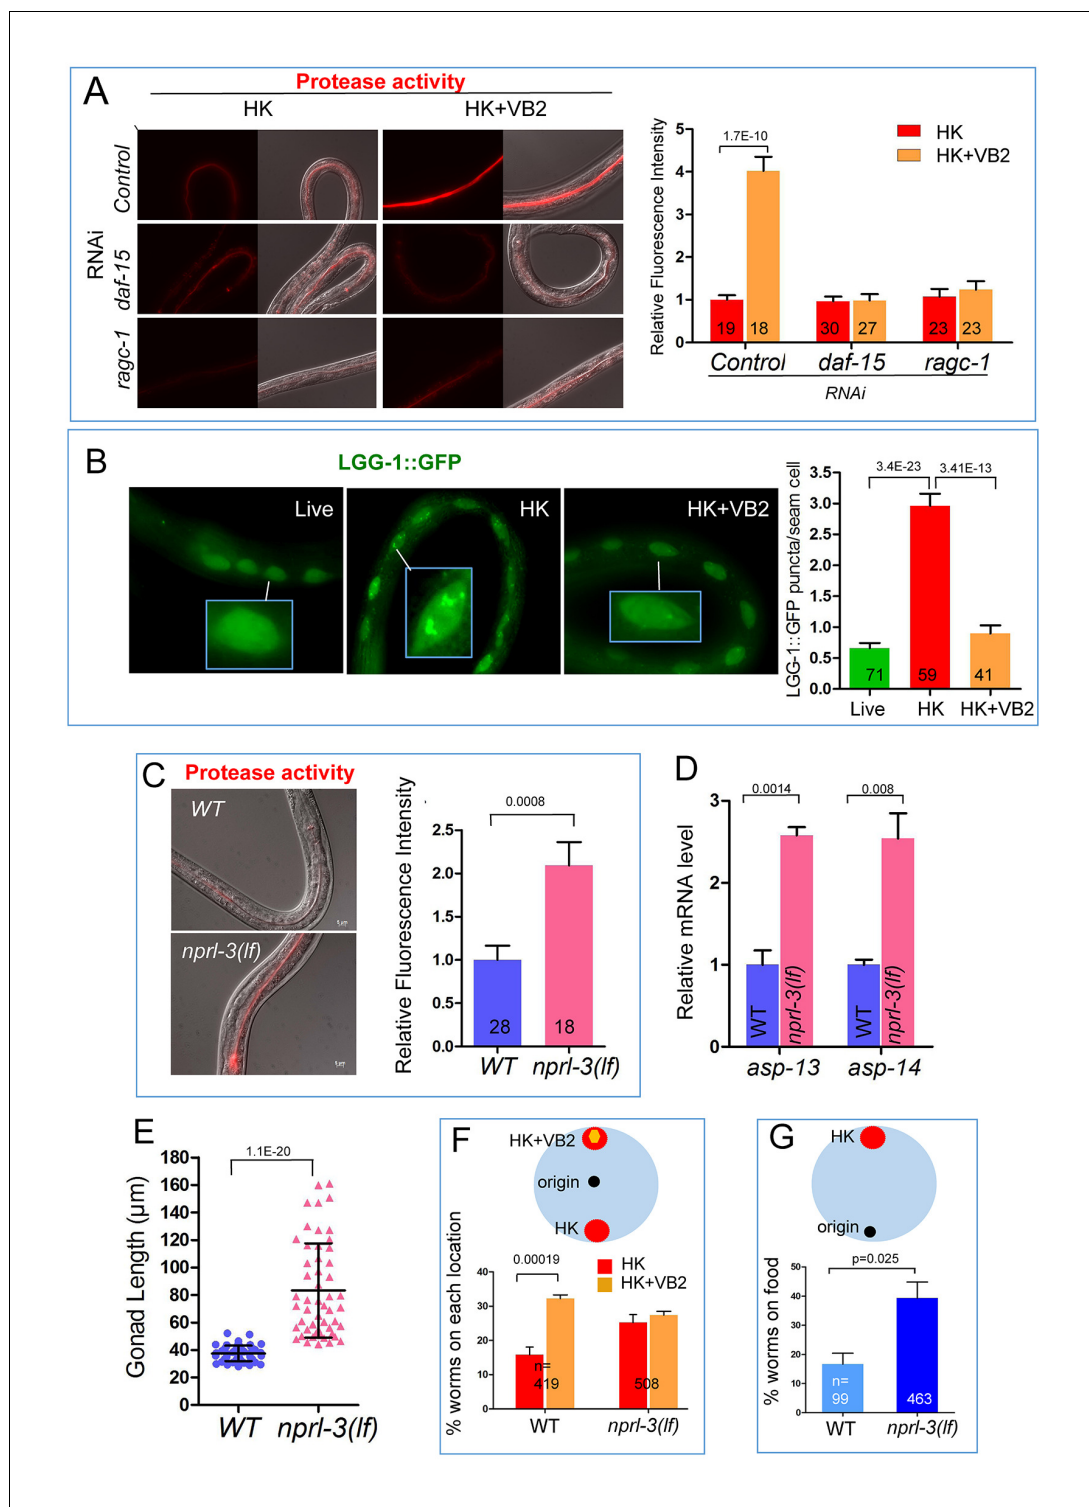 A
Protease activity
HK
HK+VB2
Control
RNAi
daf-15
ragc-1
Relative Fluorescence Intensity
5
4
3
2
1
0
1.7E-10
HK
HK+VB2
19
18
30
27
23
23
Control
daf-15
ragc-1
RNAi
B
LGG-1::GFP
Live
HK
HK+VB2
LGG-1::GFP puncta/seam cell
3.5
3.0
2.5
2.0
1.5
1.0
0.5
0.0
3.4E-23
3.41E-13
71
59
41
Live
HK
HK+VB2
C
Protease activity
WT
nprl-3(lf)
Relative Fluorescence Intensity
2.5
2.0
1.5
1.0
0.5
0.0
0.0008
28
18
WT
nprl-3(lf)
D
Relative mRNA level
3
2
1
0
0.0014
0.008
WT
nprl-3(lf)
WT
nprl-3(lf)
asp-13
asp-14
E
Gonad Length (μm)
180
160
140
120
100
80
60
40
20
0
1.1E-20
WT
nprl-3(lf)
F
HK+VB2
origin
HK
% worms on each location
40
30
20
10
0
0.00019
HK
HK+VB2
n=
419
508
WT
nprl-3(lf)
G
HK
origin
% worms on food
50
40
30
20
10
0
p=0.025
n=
99
463
WT
nprl-3(lf)